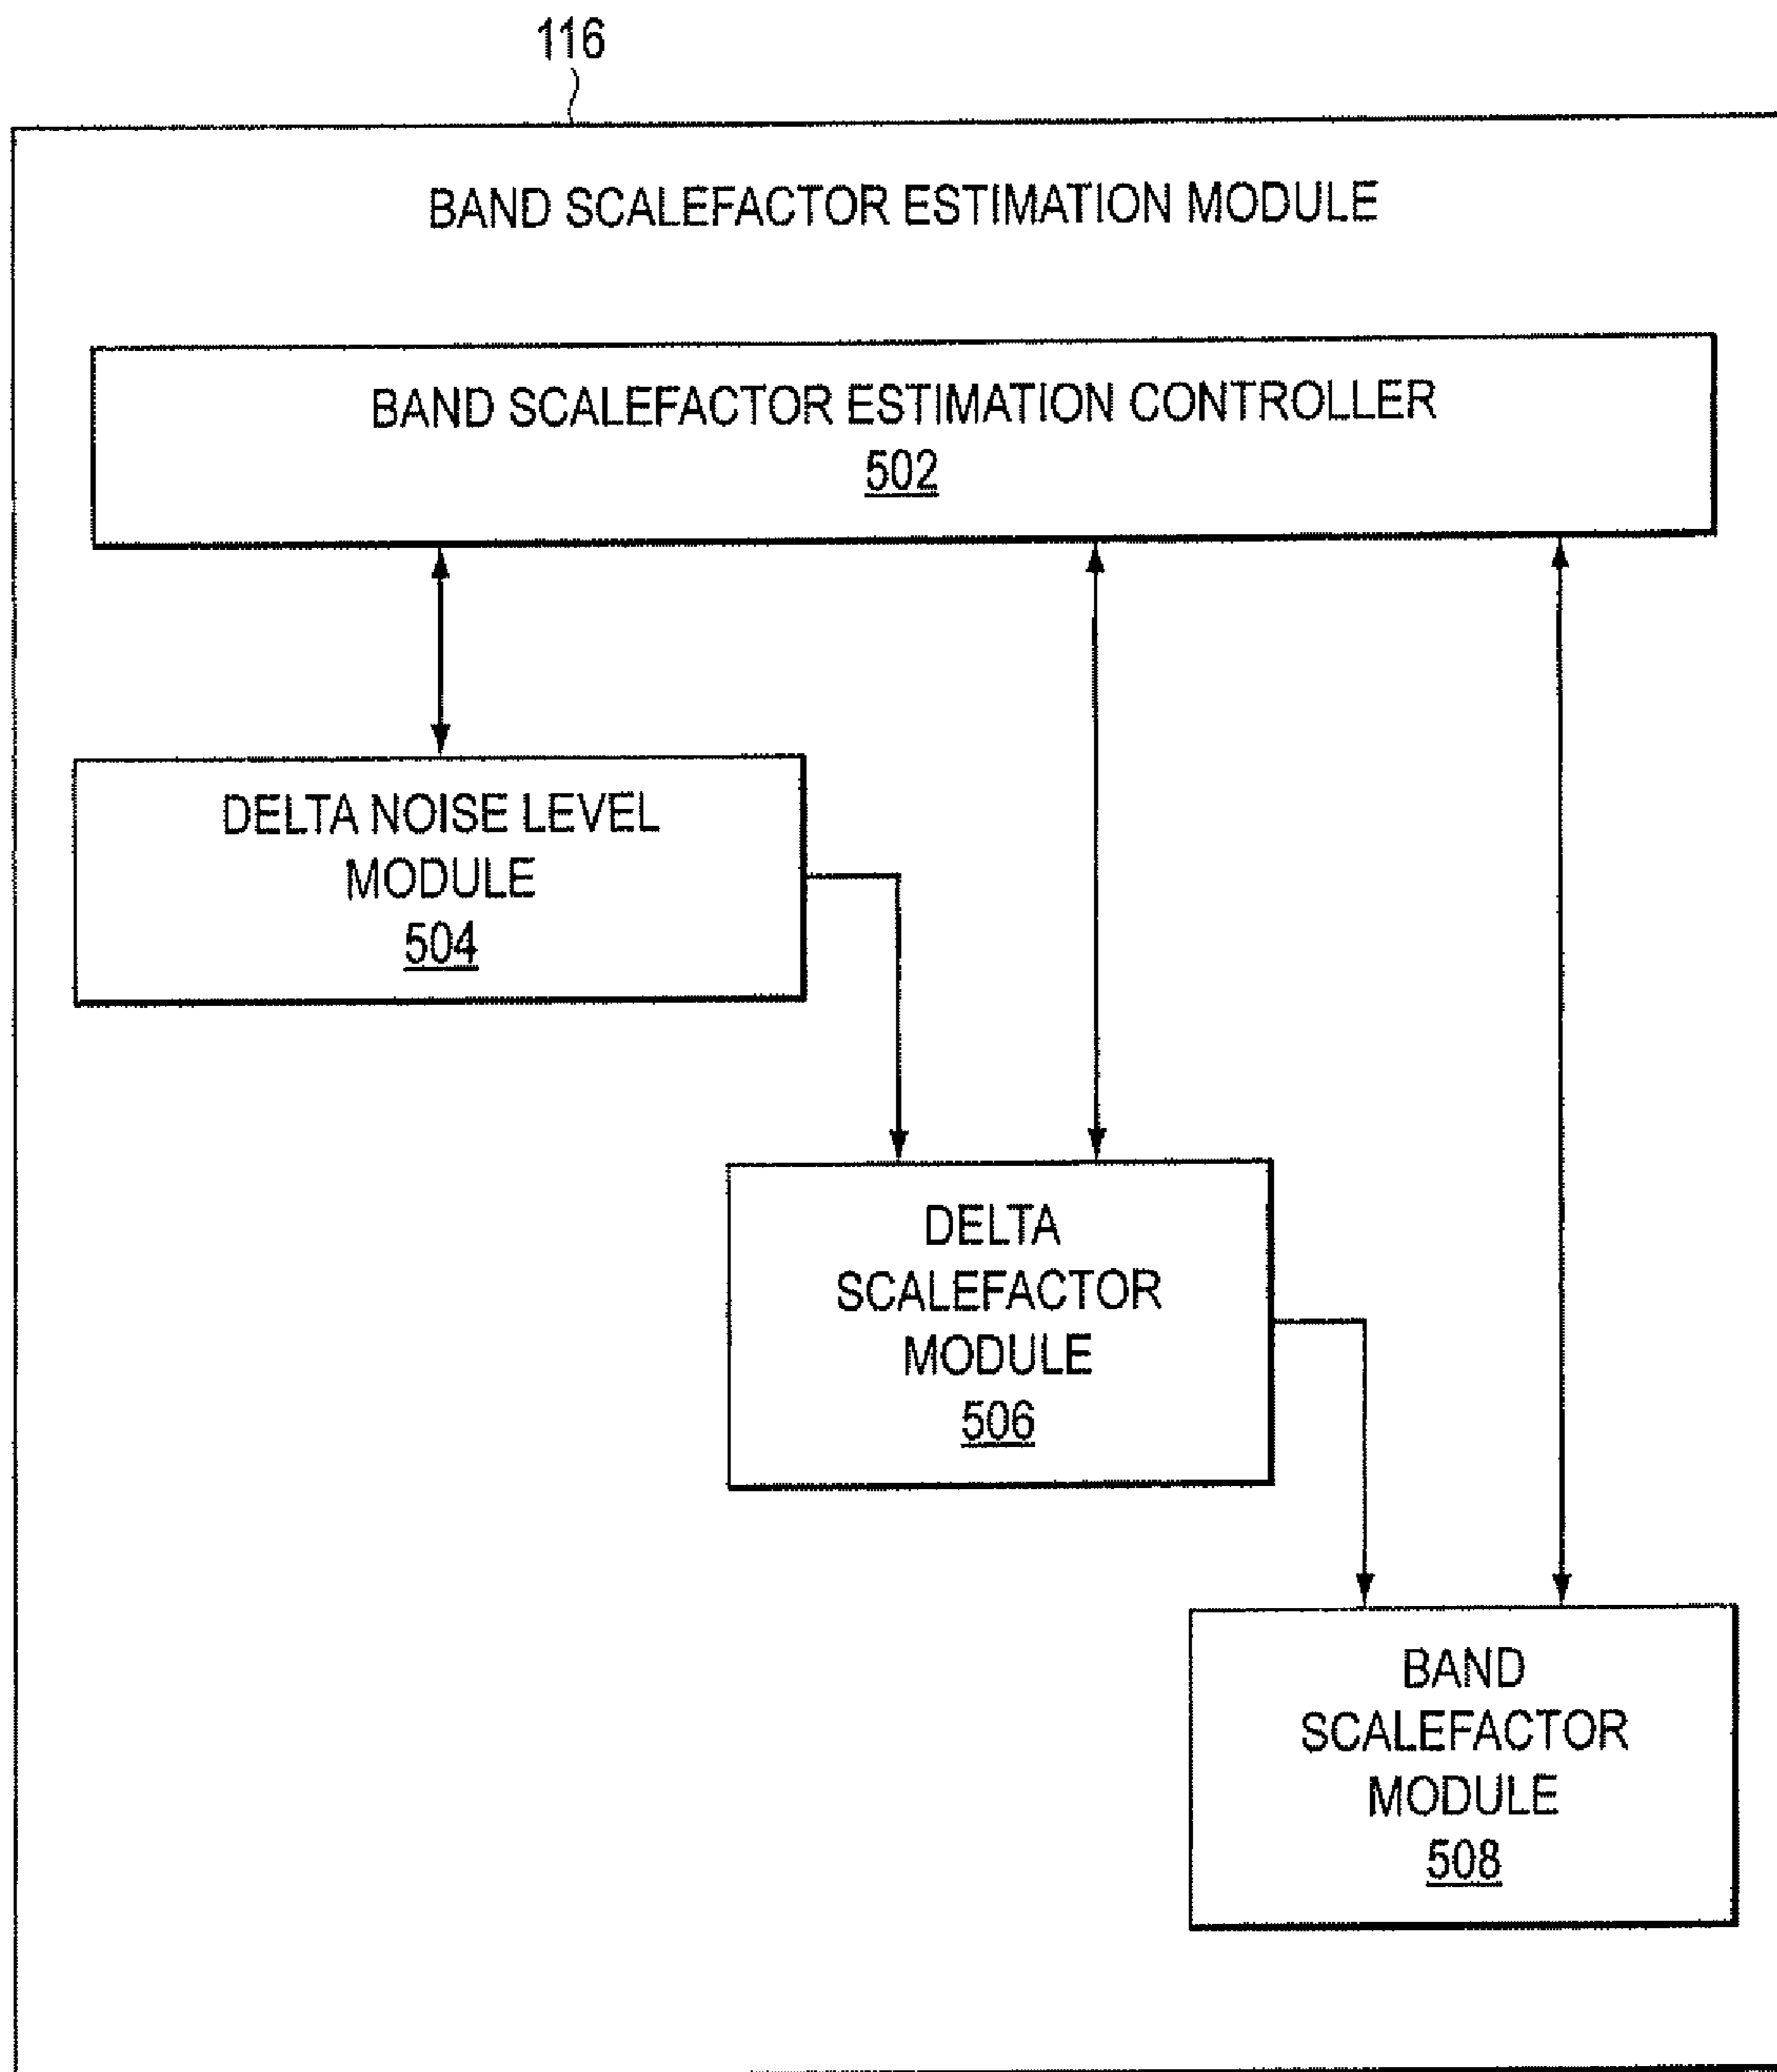 116
BAND SCALEFACTOR ESTIMATION MODULE
BAND SCALEFACTOR ESTIMATION CONTROLLER
502
DELTA NOISE LEVEL
MODULE
504
DELTA
SCALEFACTOR
MODULE
506
BAND
SCALEFACTOR
MODULE
508